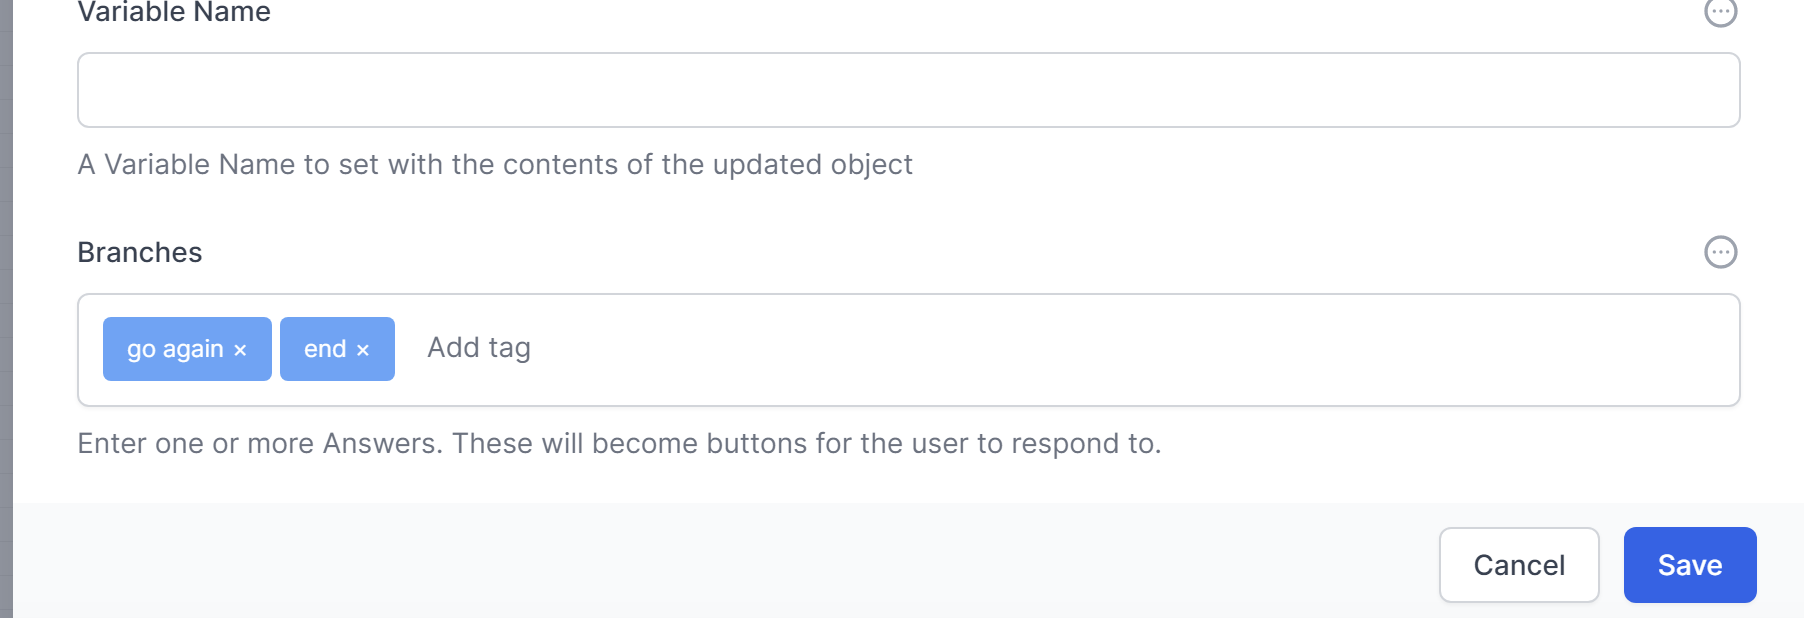 Variable Name
A Variable Name to set with the contents of the updated object
Branches
go again × end × Add tag
Enter one or more Answers. These will become buttons for the user to respond to.
Cancel Save